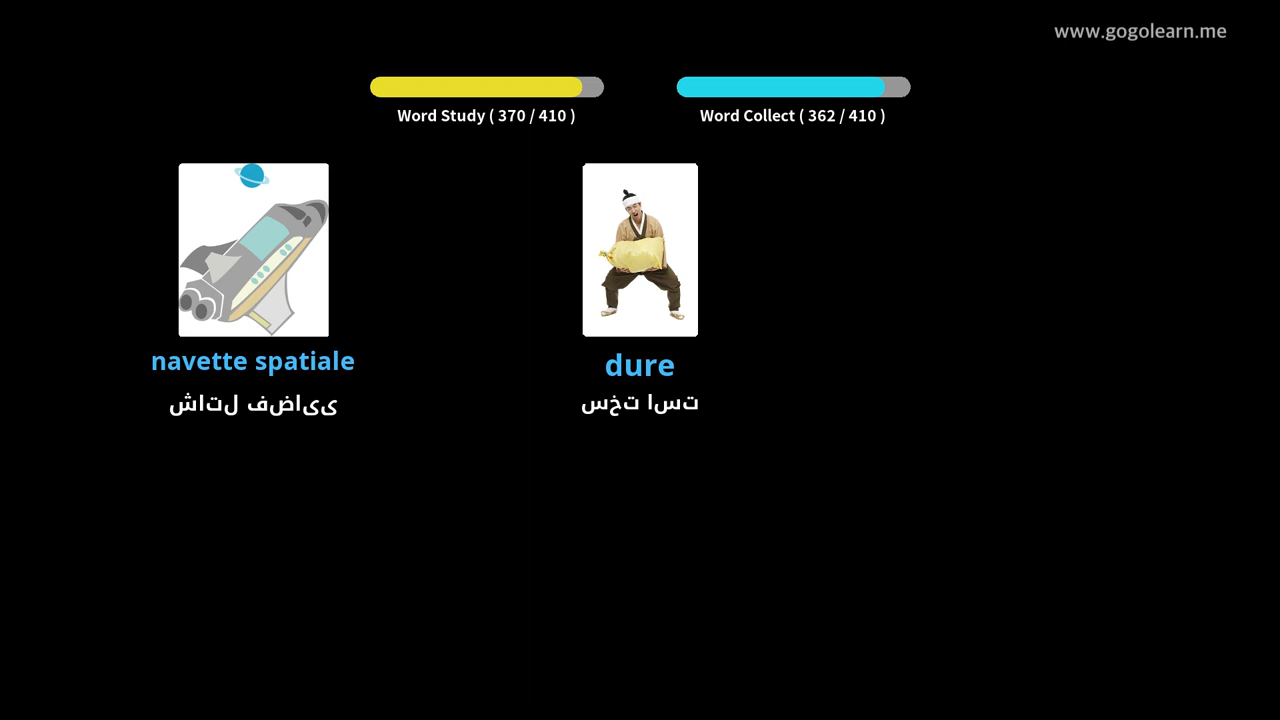 www.gogolearn.me
Word Study ( 370 / 410 )
Word Collect ( 362 / 410 )
navette spatiale
شاتل فضایی
dure
سخت است